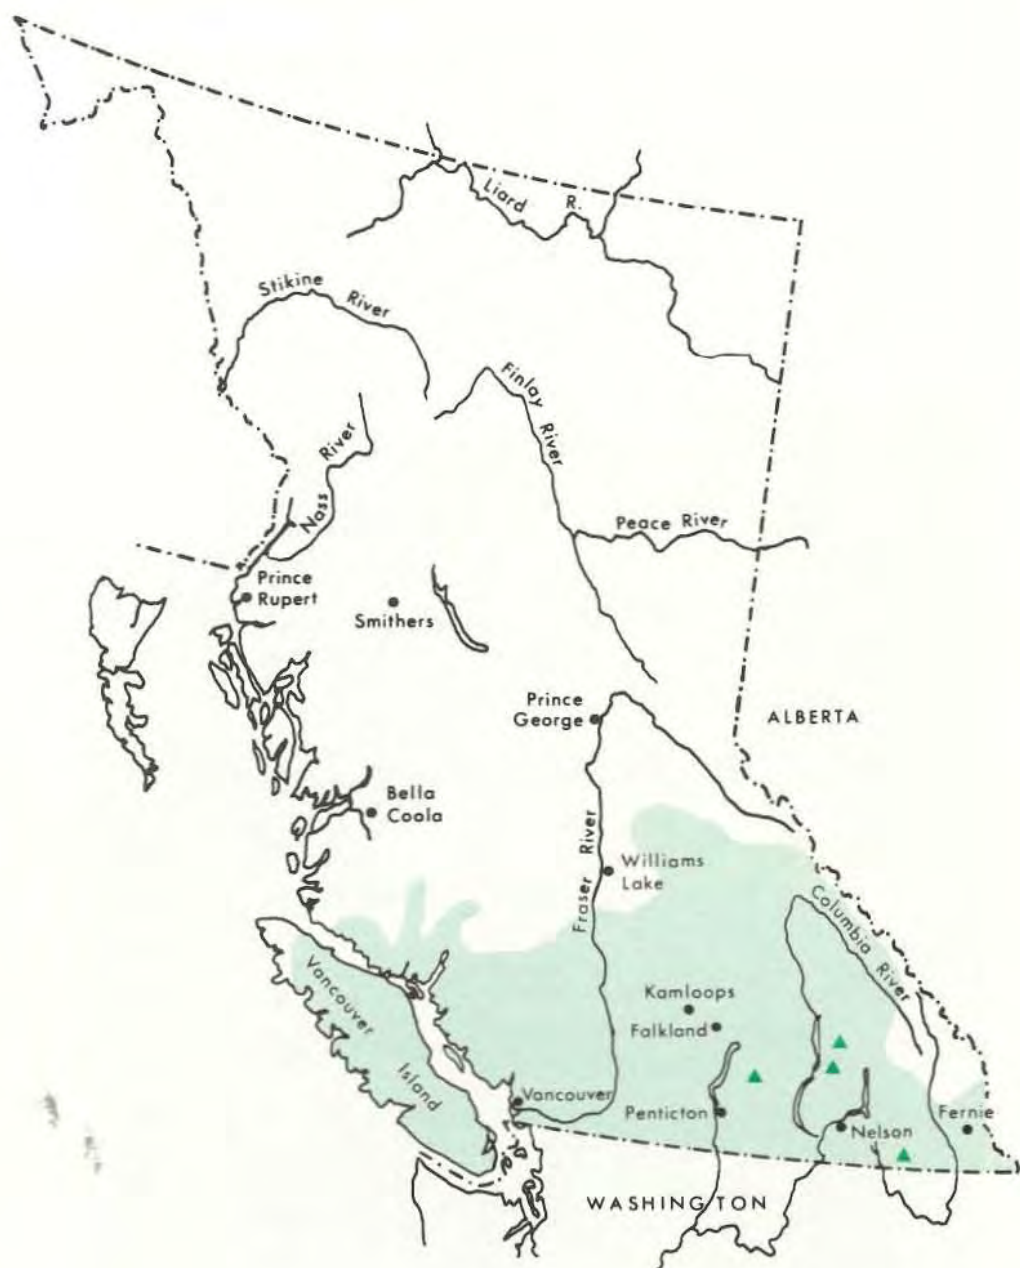 Liard R.
Stikine River
Finlay River
Nass River
Peace River
Prince
Rupert
Smithers
Prince
George
ALBERTA
Bella
Coola
Fraser River
Williams
Lake
Columbia River
Vancouver
Island
Kamloops
Falkland
Vancouver
Penticton
Nelson
Fernie
WASHINGTON